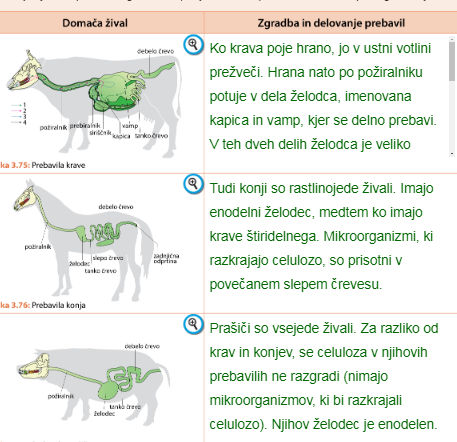 Domača žival
Zgradba in delovanje prebavil
debelo črevo
1
2
3
4
požiralnik
prebiralnik
siriščnik
vamp
kapica
tanko črevo
ka 3.75: Prebavila krave
Ko krava poje hrano, jo v ustni votlini
prežveči. Hrana nato po požiralniku
potuje v dela želodca, imenovana
kapica in vamp, kjer se delno prebavi.
V teh dveh delih želodca je veliko
debelo črevo
požiralnik
želodec
slepo črevo
tanko črevo
zadnjična
odprtina
ka 3.76: Prebavila konja
Tudi konji so rastlinojede živali. Imajo
enodelni želodec, medtem ko imajo
krave štiridelnega. Mikroorganizmi, ki
razkrajajo celulozo, so prisotni v
povečanem slepem črevesu.
debelo črevo
požiralnik
tanko črevo
želodec
Prašiči so vsejede živali. Za razliko od
krav in konjev, se celuloza v njihovih
prebavilih ne razgradi (nimajo
mikroorganizmov, ki bi razkrajali
celulozo). Njihov želodec je enodelen.